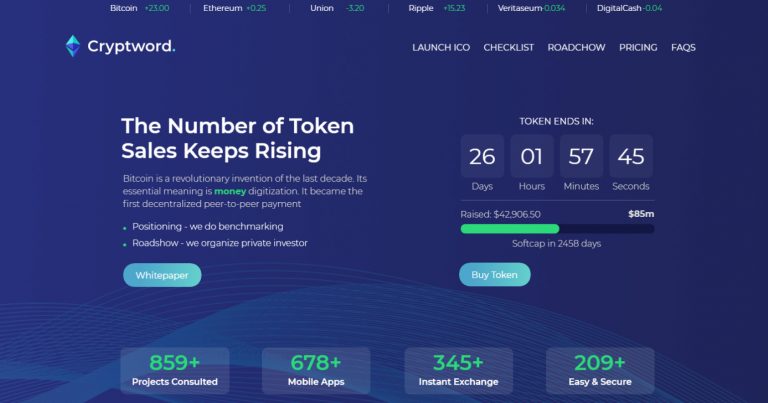 Bitcoin +23.00 Ethereum +0.25 Union -3.20 Ripple +15.23 Veritaseum -0.034 DigitalCash -0.04
Cryptword. LAUNCH ICO CHECKLIST ROADCHOW PRICING FAQS
The Number of Token
Sales Keeps Rising
Bitcoin is a revolutionary invention of the last decade. Its
essential meaning is money digitization. It became the
first decentralized peer-to-peer payment
Positioning - we do benchmarking
Roadshow - we organize private investor
Whitepaper
TOKEN ENDS IN:
26 01 57 45
Days Hours Minutes Seconds
Raised: $42,906.50 $85m
Softcap in 2458 days
Buy Token
859+ 678+ 345+ 209+
Projects Consulted Mobile Apps Instant Exchange Easy & Secure